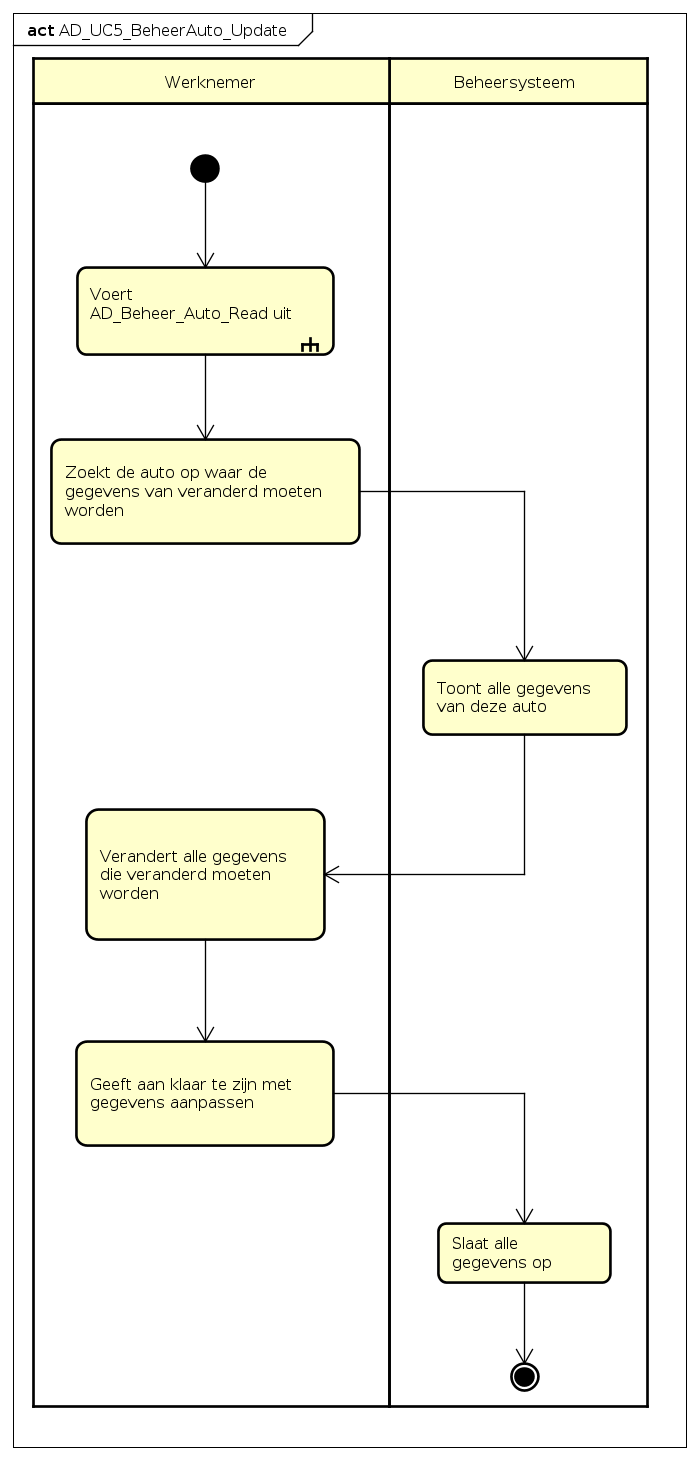 act AD_UC5_BeheerAuto_Update
Werknemer
Beheersysteem
Voert
AD_Beheer_Auto_Read uit
Zoekt de auto op waar de
gegevens van veranderd moeten
worden
Toont alle gegevens
van deze auto
Verandert alle gegevens
die veranderd moeten
worden
Geeft aan klaar te zijn met
gegevens aanpassen
Slaat alle
gegevens op